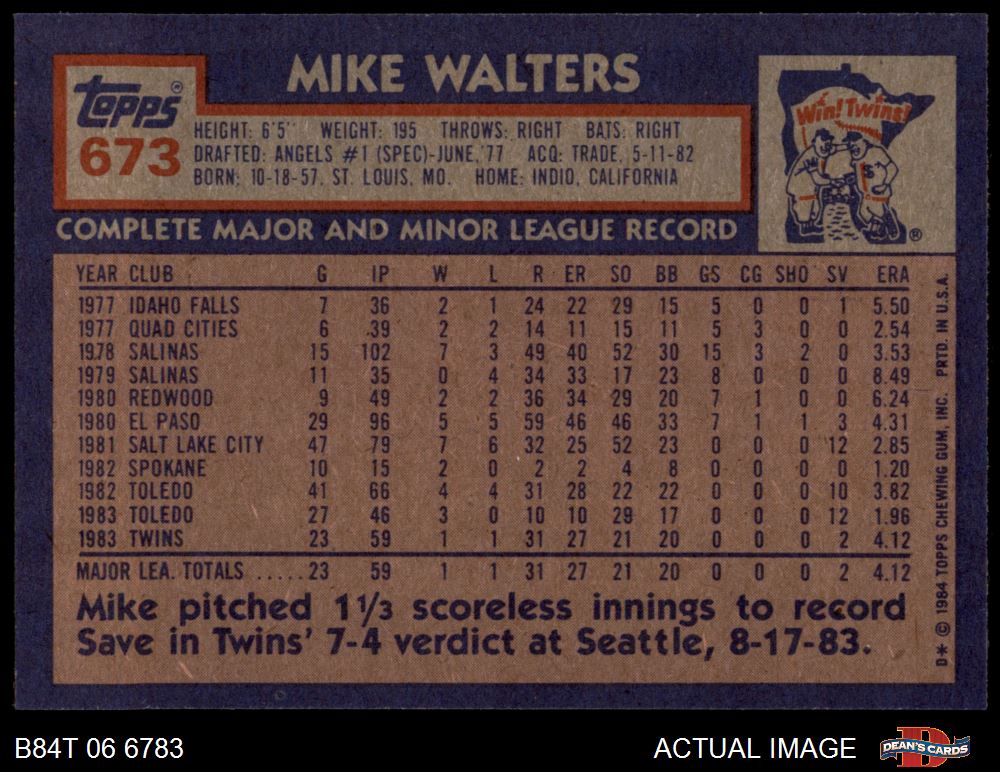 MIKE WALTERS
Topps®
673
HEIGHT: 6'5" WEIGHT: 195 THROWS: RIGHT BATS: RIGHT
DRAFTED: ANGELS #1 (SPEC)-JUNE,'77 ACQ: TRADE, 5-11-82
BORN: 10-18-57, ST. LOUIS, MO. HOME: INDIO, CALIFORNIA
Win! Twins!
®
COMPLETE MAJOR AND MINOR LEAGUE RECORD
YEAR CLUB G IP W L R ER SO BB GS CG SHO SV ERA
1977 IDAHO FALLS 7 36 2 1 24 22 29 15 5 0 0 1 5.50
1977 QUAD CITIES 6 39 2 2 14 11 15 11 5 3 0 0 2.54
1978 SALINAS 15 102 7 3 49 40 52 30 15 3 2 0 3.53
1979 SALINAS 11 35 0 4 34 33 17 23 8 0 0 0 8.49
1980 REDWOOD 9 49 2 2 36 34 29 20 7 1 0 0 6.24
1980 EL PASO 29 96 5 5 59 46 46 33 7 1 1 3 4.31
1981 SALT LAKE CITY 47 79 7 6 32 25 52 23 0 0 0 12 2.85
1982 SPOKANE 10 15 2 0 2 2 4 8 0 0 0 0 1.20
1982 TOLEDO 41 66 4 4 31 28 22 22 0 0 0 10 3.82
1983 TOLEDO 27 46 3 0 10 10 29 17 0 0 0 12 1.96
1983 TWINS 23 59 1 1 31 27 21 20 0 0 0 2 4.12
MAJOR LEA. TOTALS .....23 59 1 1 31 27 21 20 0 0 0 2 4.12
Mike pitched 1⅓ scoreless innings to record
Save in Twins' 7-4 verdict at Seattle, 8-17-83.
D* © 1984 TOPPS CHEWING GUM, INC. PRTD. IN U.S.A.
B84T 06 6783
ACTUAL IMAGE
DEAN'S CARDS